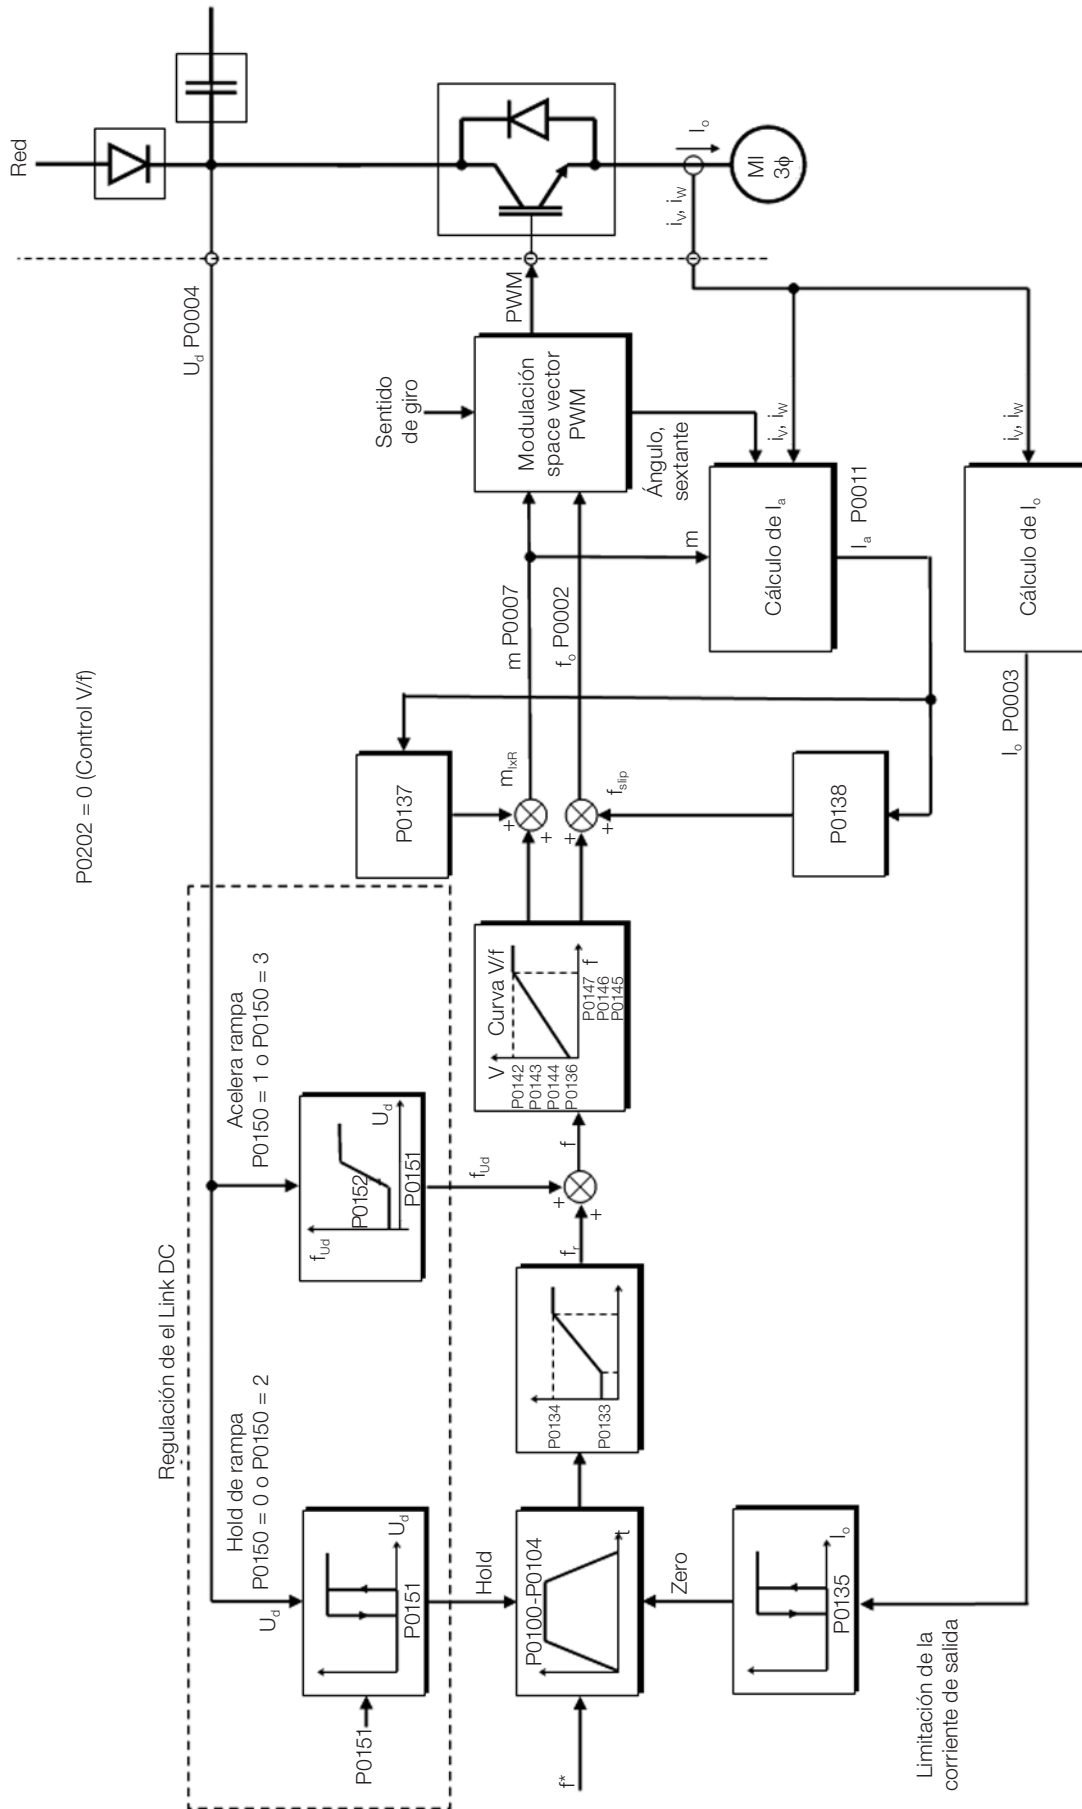 P0202 = 0 (Control V/f)
Regulación de el Link DC
Hold de rampa
P0150 = 0 o P0150 = 2
Acelera rampa
P0150 = 1 o P0150 = 3
U_d P0004
Red
P0151
U_d
U_d
P0151
f_Ud
P0152
U_d
P0151
Hold
f_Ud
f*
P0100-P0104
t
P0134
P0133
f_r
+
+
f
V
Curva V/f
P0142
P0143
P0144
P0136
f
P0147
P0146
P0145
P0137
+
+
m_IxR
m P0007
+
+
f_slip
f_o P0002
P0138
Sentido
de giro
Modulación
space vector
PWM
PWM
Ángulo,
sextante
m
Cálculo de I_a
i_v, i_w
I_a P0011
I_o
i_v, i_w
MI
3ϕ
Zero
I_o
P0135
Limitación de la
corriente de salida
I_o P0003
Cálculo de I_o
i_v, i_w